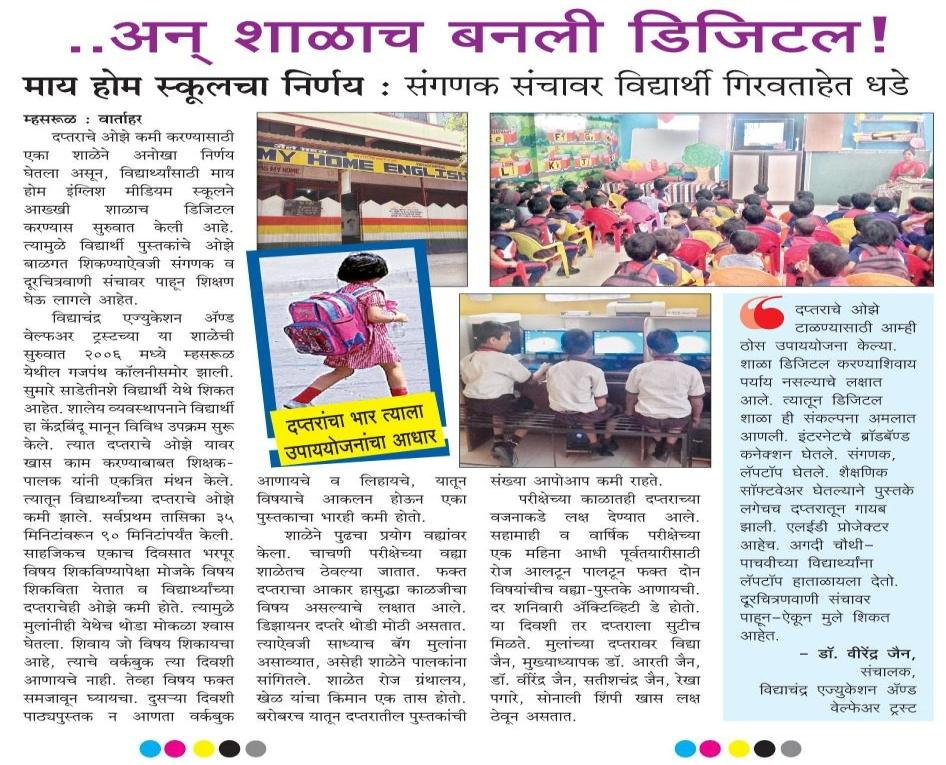 ..अन् शाळाच बनली डिजिटल!
माय होम स्कूलचा निर्णय : संगणक संचावर विद्यार्थी गिरवताहेत धडे
म्हसरूळ : वार्ताहर
दप्तराचे ओझे कमी करण्यासाठी
एका शाळेने अनोखा निर्णय
घेतला असून, विद्यार्थ्यांसाठी माय
होम इंग्लिश मीडियम स्कूलने
आख्खी शाळाच डिजिटल
करण्यास सुरुवात केली आहे.
त्यामुळे विद्यार्थी पुस्तकांचे ओझे
बाळगत शिकण्याऐवजी संगणक व
दूरचित्रवाणी संचावर पाहून शिक्षण
घेऊ लागले आहेत.
विद्याचंद्र एज्युकेशन अ‍ॅण्ड
वेल्फअर ट्रस्टच्या या शाळेची
सुरुवात २००६ मध्ये म्हसरूळ
येथील गजपंथ कॉलनीसमोर झाली.
सुमारे साडेतीनशे विद्यार्थी येथे शिकत
आहेत. शालेय व्यवस्थापनाने विद्यार्थी
हा केंद्रबिंदू मानून विविध उपक्रम सुरू
केले. त्यात दप्तराचे ओझे यावर
खास काम करण्याबाबत शिक्षक-
पालक यांनी एकत्रित मंथन केले.
त्यातून विद्यार्थ्यांच्या दप्तराचे ओझे
कमी झाले. सर्वप्रथम तासिका ३५
मिनिटांवरून ९० मिनिटांपर्यंत केली.
साहजिकच एकाच दिवसात भरपूर
विषय शिकविण्यापेक्षा मोजके विषय
शिकविता येतात व विद्यार्थ्यांच्या
दप्तराचेही ओझे कमी होते. त्यामुळे
मुलांनीही येथेच थोडा मोकळा श्वास
घेतला. शिवाय जो विषय शिकायचा
आहे, त्याचे वर्कबुक त्या दिवशी
आणायचे नाही. तेव्हा विषय फक्त
समजावून घ्यायचा. दुसऱ्या दिवशी
पाठ्यपुस्तक न आणता वर्कबुक
MY HOME ENGLISH
दप्तरांचा भार त्याला
उपाययोजनांचा आधार
आणायचे व लिहायचे, यातून
विषयाचे आकलन होऊन एका
पुस्तकाचा भारही कमी होतो.
शाळेने पुढचा प्रयोग वह्यांवर
केला. चाचणी परीक्षेच्या वह्या
शाळेतच ठेवल्या जातात. फक्त
दप्तराचा आकार हासुद्धा काळजीचा
विषय असल्याचे लक्षात आले.
डिझायनर दप्तरे थोडी मोठी असतात.
त्याऐवजी साध्याच बॅग मुलांना
असाव्यात, असेही शाळेने पालकांना
सांगितले. शाळेत रोज ग्रंथालय,
खेळ यांचा किमान एक तास होतो.
बरोबरच यातून दप्तरातील पुस्तकांची
संख्या आपोआप कमी राहते.
परीक्षेच्या काळातही दप्तराच्या
वजनाकडे लक्ष देण्यात आले.
सहामाही व वार्षिक परीक्षेच्या
एक महिना आधी पूर्वतयारीसाठी
रोज आलटून पालटून फक्त दोन
विषयांचीच वह्या-पुस्तके आणायची.
दर शनिवारी अ‍ॅक्टिव्हिटी डे होतो.
या दिवशी तर दप्तराला सुटीच
मिळते. मुलांच्या दप्तरावर विद्या
जैन, मुख्याध्यापक डॉ. आरती जैन,
डॉ. वीरेंद्र जैन, सतीशचंद्र जैन, रेखा
पगारे, सोनाली शिंपी खास लक्ष
ठेवून असतात.
दप्तराचे ओझे
टाळण्यासाठी आम्ही
ठोस उपाययोजना केल्या.
शाळा डिजिटल करण्याशिवाय
पर्याय नसल्याचे लक्षात
आले. त्यातून डिजिटल
शाळा ही संकल्पना अमलात
आणली. इंटरनेटचे ब्रॉडबॅण्ड
कनेक्शन घेतले. संगणक,
लॅपटॉप घेतले. शैक्षणिक
सॉफ्टवेअर घेतल्याने पुस्तके
लगेचच दप्तरातून गायब
झाली. एलईडी प्रोजेक्टर
आहेच. अगदी चौथी-
पाचवीच्या विद्यार्थ्यांना
लॅपटॉप हाताळायला देतो.
दूरचित्रणवाणी संचावर
पाहून-ऐकून मुले शिकत
आहेत.
- डॉ. वीरेंद्र जैन,
संचालक,
विद्याचंद्र एज्युकेशन अ‍ॅण्ड
वेल्फेअर ट्रस्ट